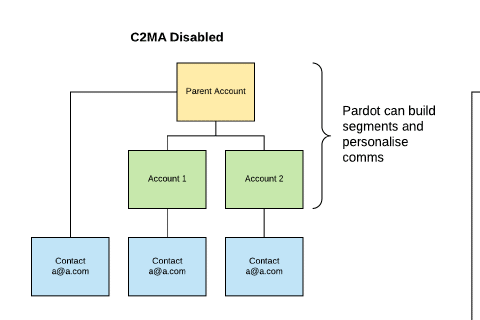 C2MA Disabled
Parent Account
Pardot can build
segments and
personalise
comms
Account 1
Account 2
Contact
a@a.com
Contact
a@a.com
Contact
a@a.com